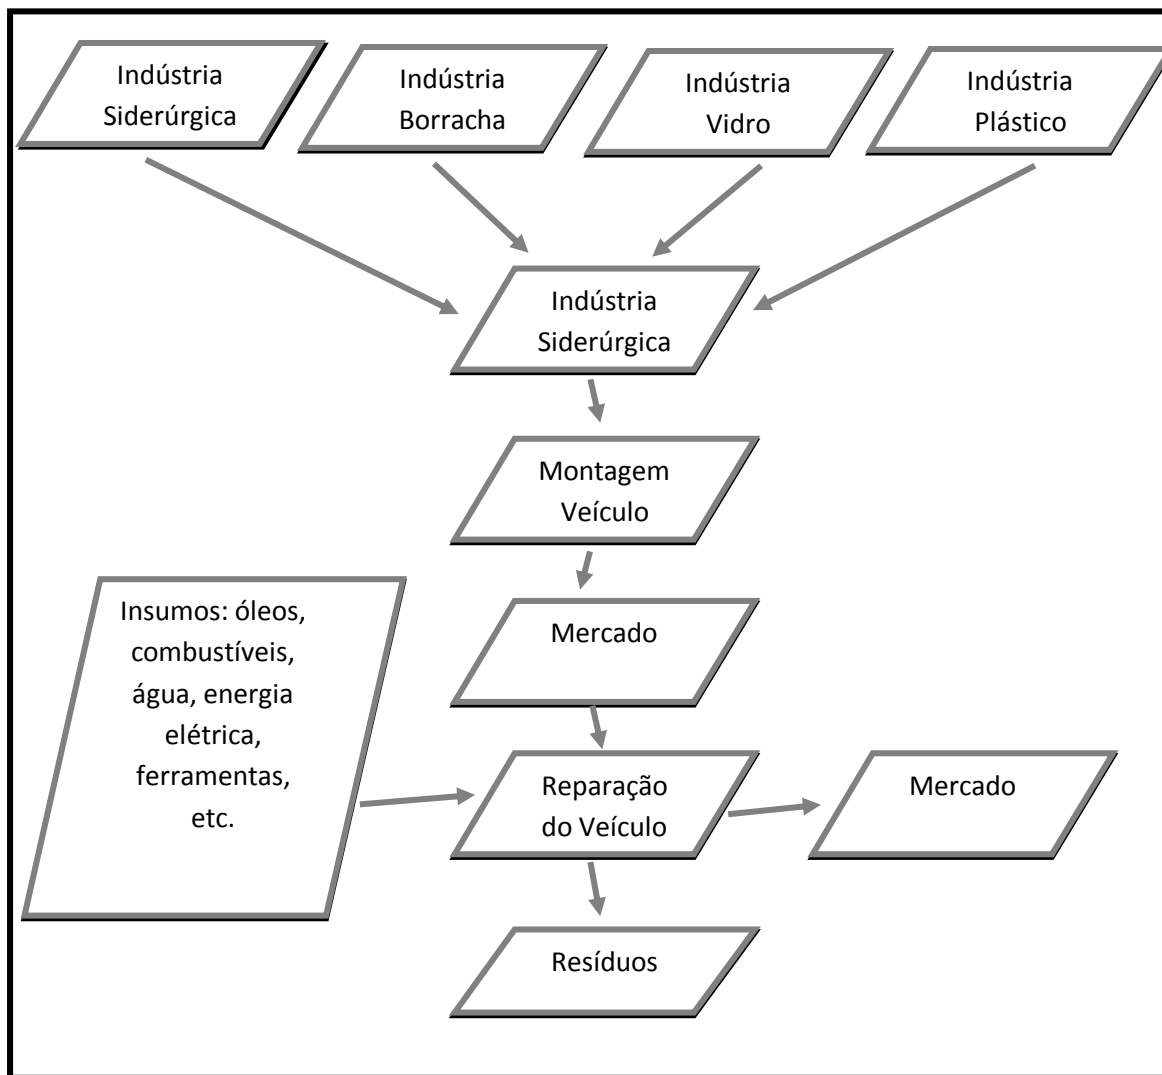 Indústria
Siderúrgica
Indústria
Borracha
Indústria
Vidro
Indústria
Plástico
Indústria
Siderúrgica
Montagem
Veículo
Mercado
Insumos: óleos,
combustíveis,
água, energia
elétrica,
ferramentas,
etc.
Reparação
do Veículo
Mercado
Resíduos